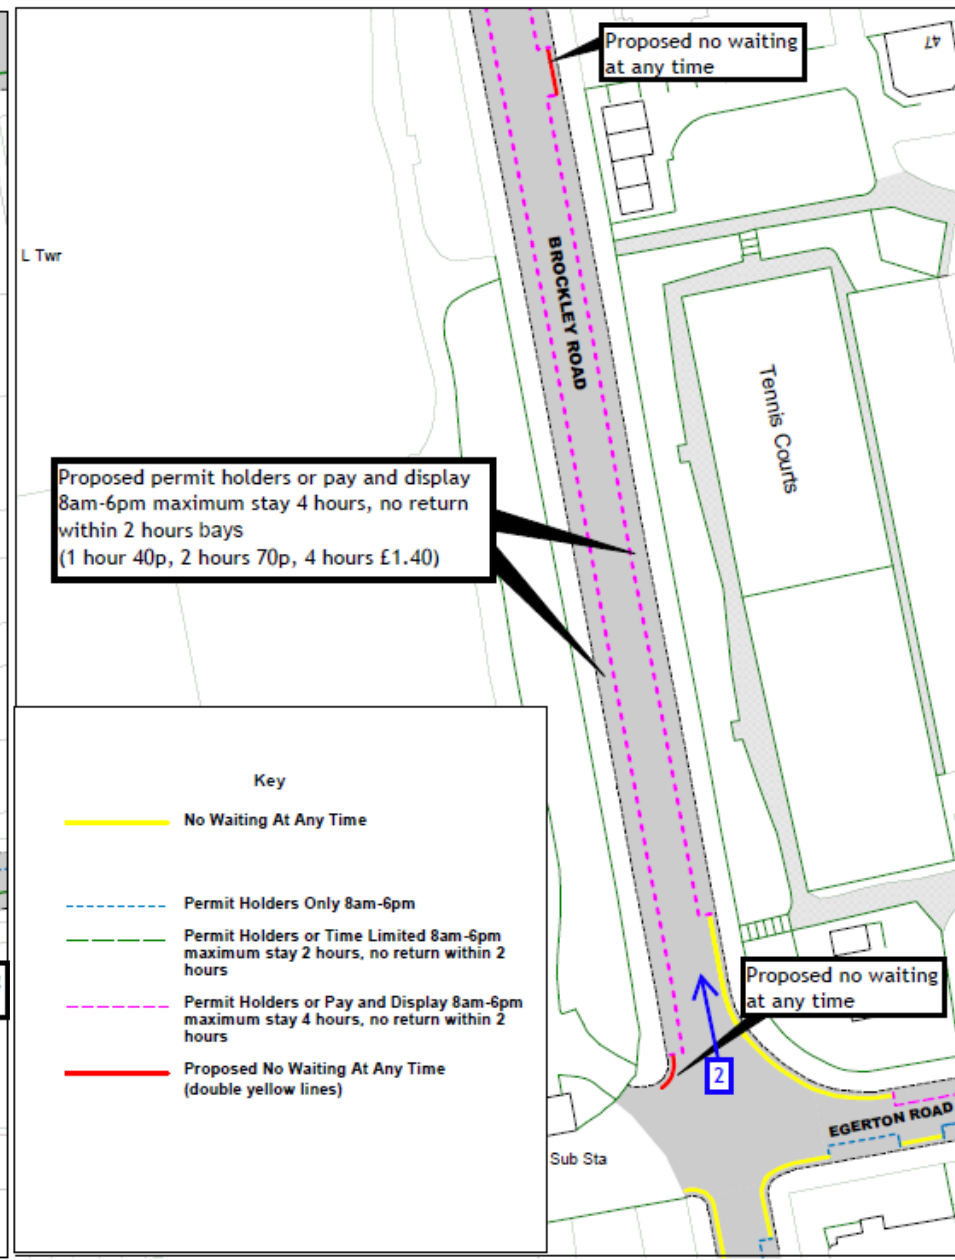 Proposed no waiting
at any time
47
L Twr
BROCKLEY ROAD
Tennis Courts
Proposed permit holders or pay and display
8am-6pm maximum stay 4 hours, no return
within 2 hours bays
(1 hour 40p, 2 hours 70p, 4 hours £1.40)
Key
No Waiting At Any Time
Permit Holders Only 8am-6pm
Permit Holders or Time Limited 8am-6pm
maximum stay 2 hours, no return within 2
hours
Permit Holders or Pay and Display 8am-6pm
maximum stay 4 hours, no return within 2
hours
Proposed No Waiting At Any Time
(double yellow lines)
Proposed no waiting
at any time
2
EGERTON ROAD
Sub Sta